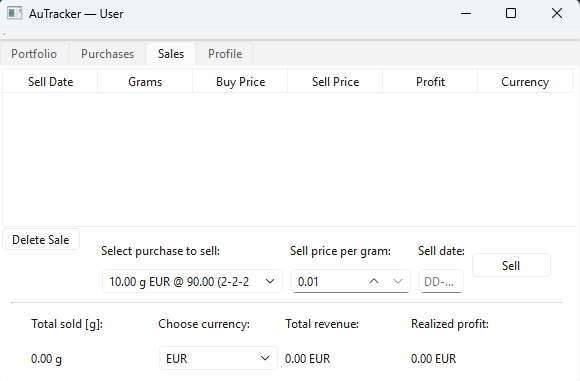 AuTracker — User
Portfolio Purchases Sales Profile
Sell Date Grams Buy Price Sell Price Profit Currency
Delete Sale
Select purchase to sell: Sell price per gram: Sell date:
10.00 g EUR @ 90.00 (2-2-2 0.01 DD-... Sell
Total sold [g]: Choose currency: Total revenue: Realized profit:
0.00 g EUR 0.00 EUR 0.00 EUR